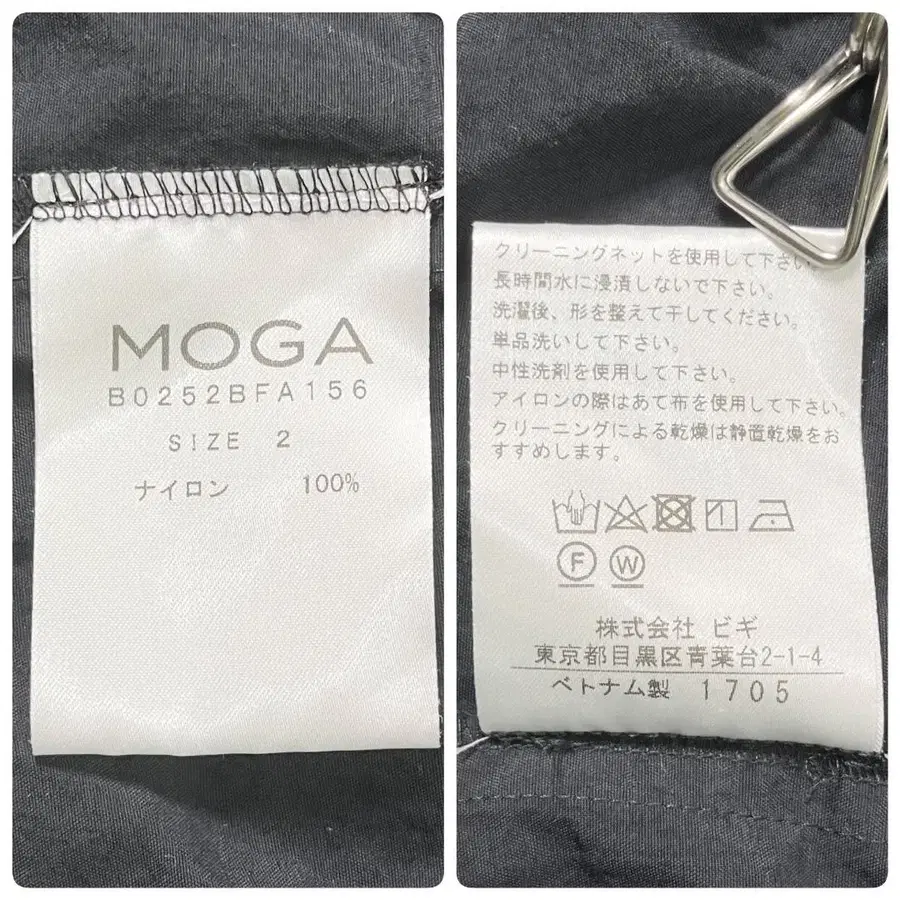 MOGA
B0252BFA156
SIZE 2
ナイロン 100%
クリーニングネットを使用して下さい。
長時間水に浸漬しないで下さい。
洗濯後、形を整えて干してください。
単品洗いして下さい。
中性洗剤を使用して下さい。
アイロンの際はあて布を使用して下さい。
クリーニングによる乾燥は静置乾燥をお
すすめします。
F W
株式会社 ビギ
東京都目黒区青葉台2-1-4
ベトナム製 1705